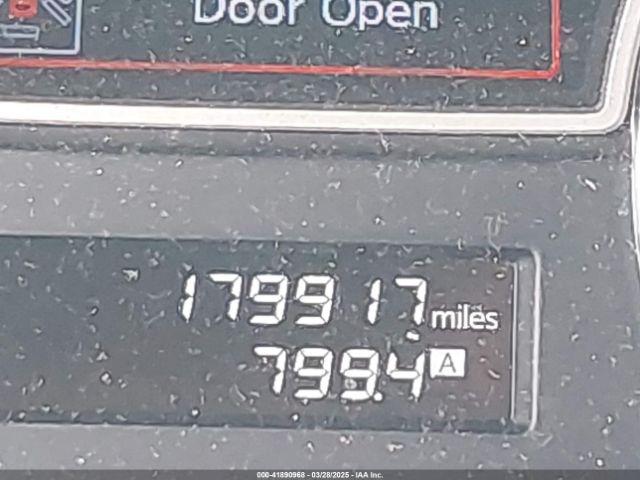 Door Open
179917 miles
799.4 A
000-41890968 - 03/28/2025 - IAA Inc.